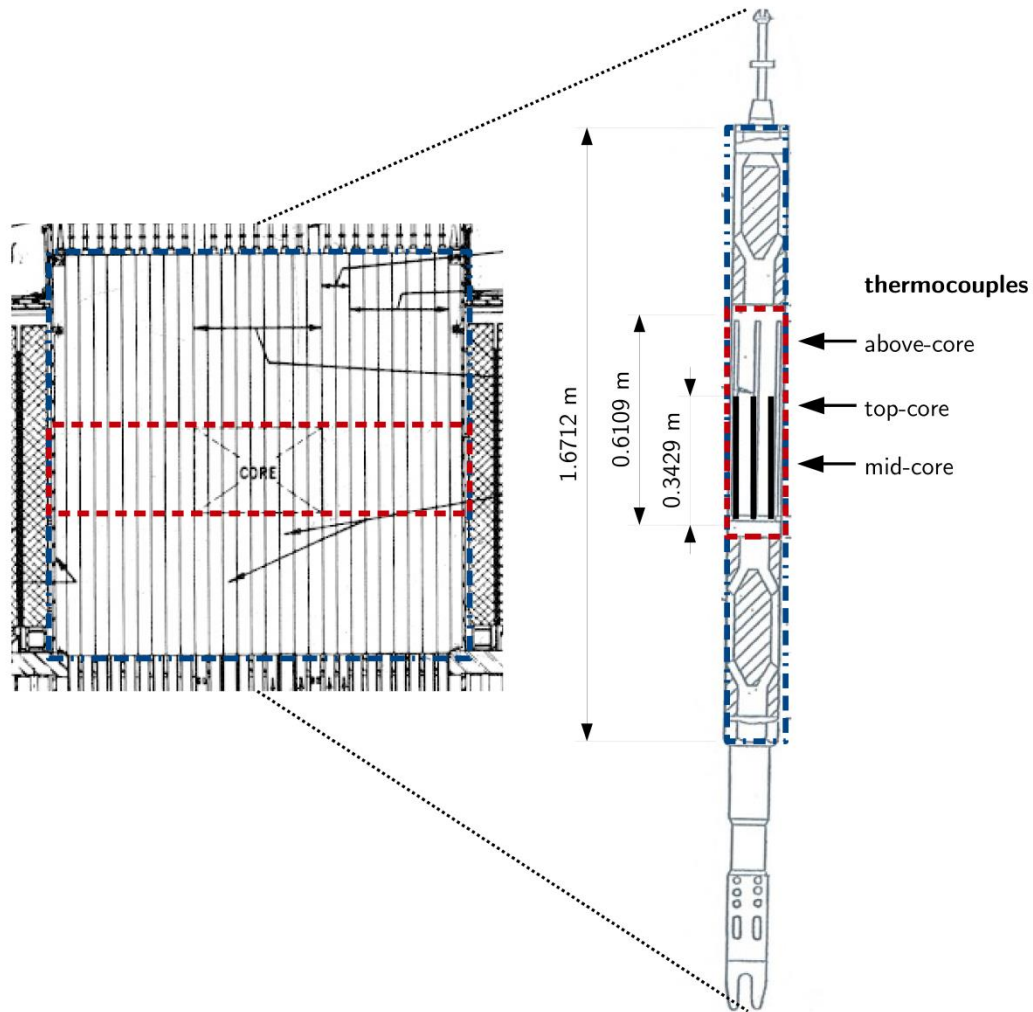 CORE
1.6712 m
0.6109 m
0.3429 m
thermocouples
above-core
top-core
mid-core